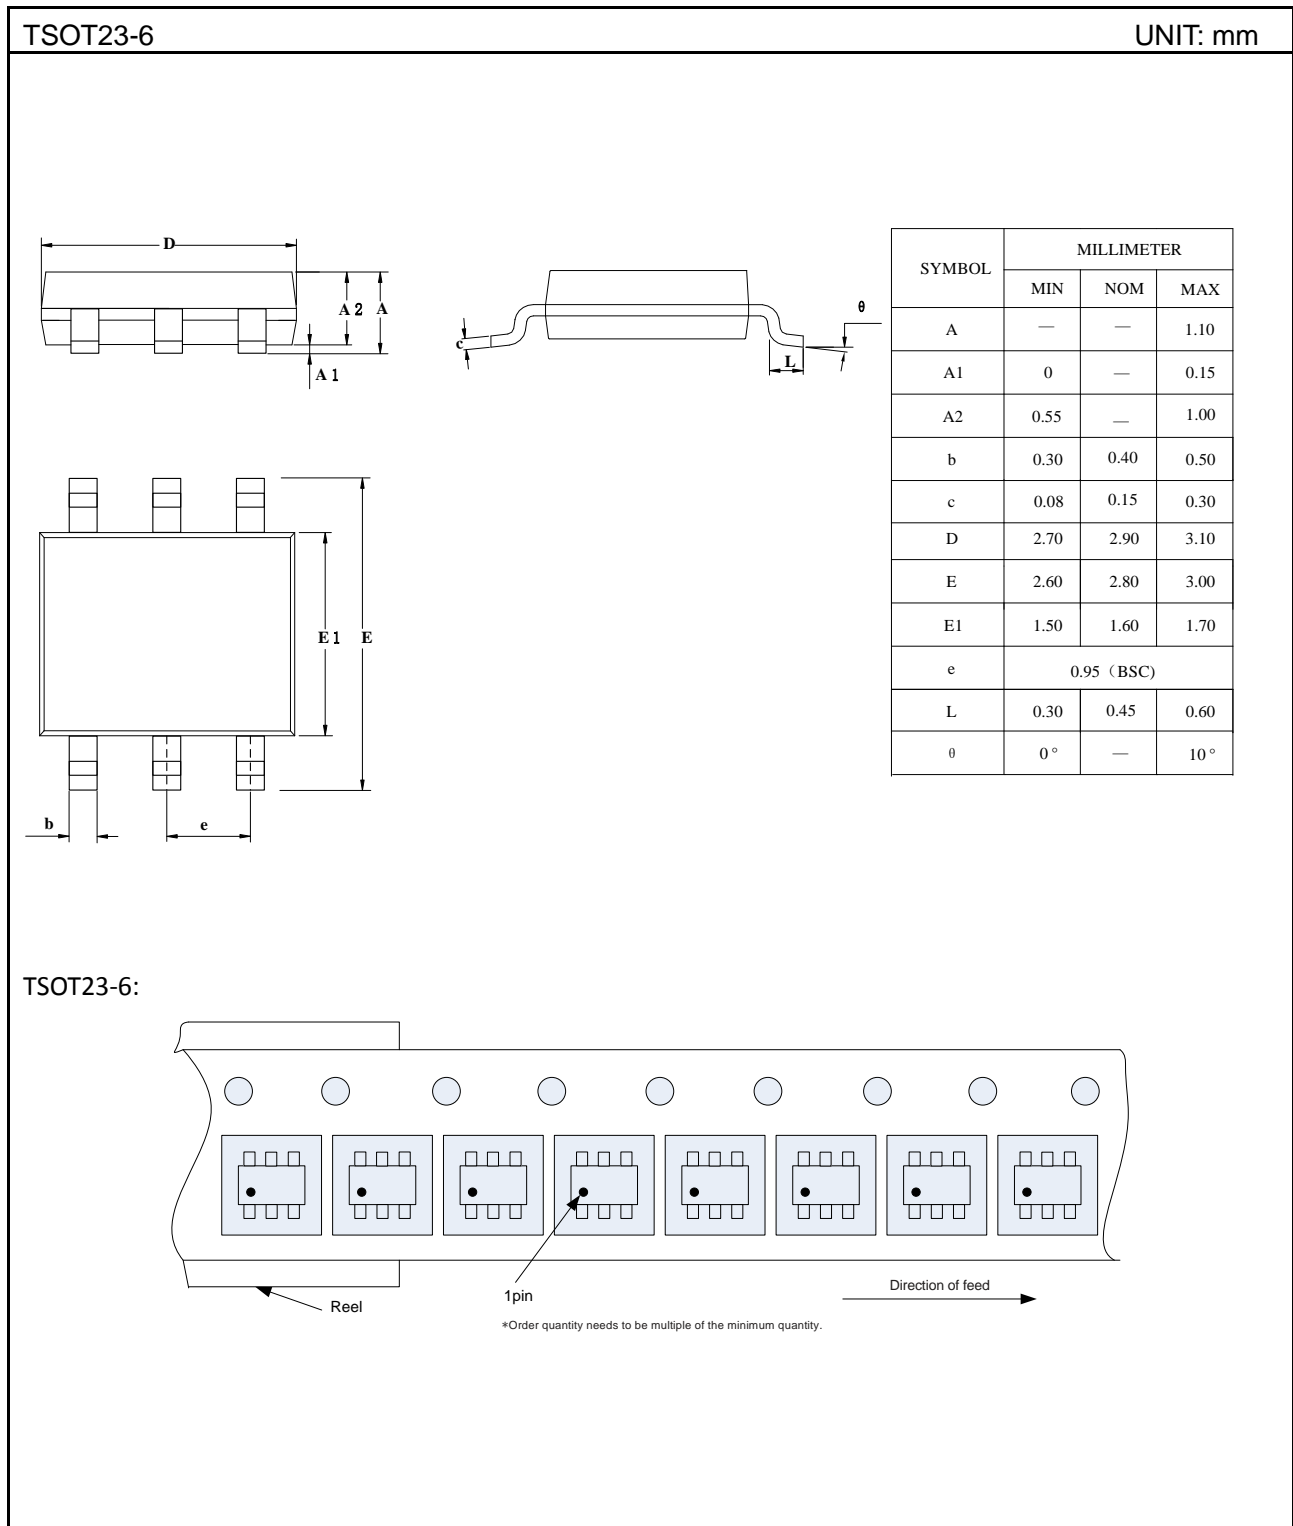 TSOT23-6 UNIT: mm
D
A 2 A
A 1
c
L
θ
E 1 E
b e
SYMBOL MILLIMETER
MIN NOM MAX
A — — 1.10
A1 0 — 0.15
A2 0.55 — 1.00
b 0.30 0.40 0.50
c 0.08 0.15 0.30
D 2.70 2.90 3.10
E 2.60 2.80 3.00
E1 1.50 1.60 1.70
e 0.95（BSC)
L 0.30 0.45 0.60
θ 0° — 10°
TSOT23-6:
Reel
1pin
Direction of feed
*Order quantity needs to be multiple of the minimum quantity.